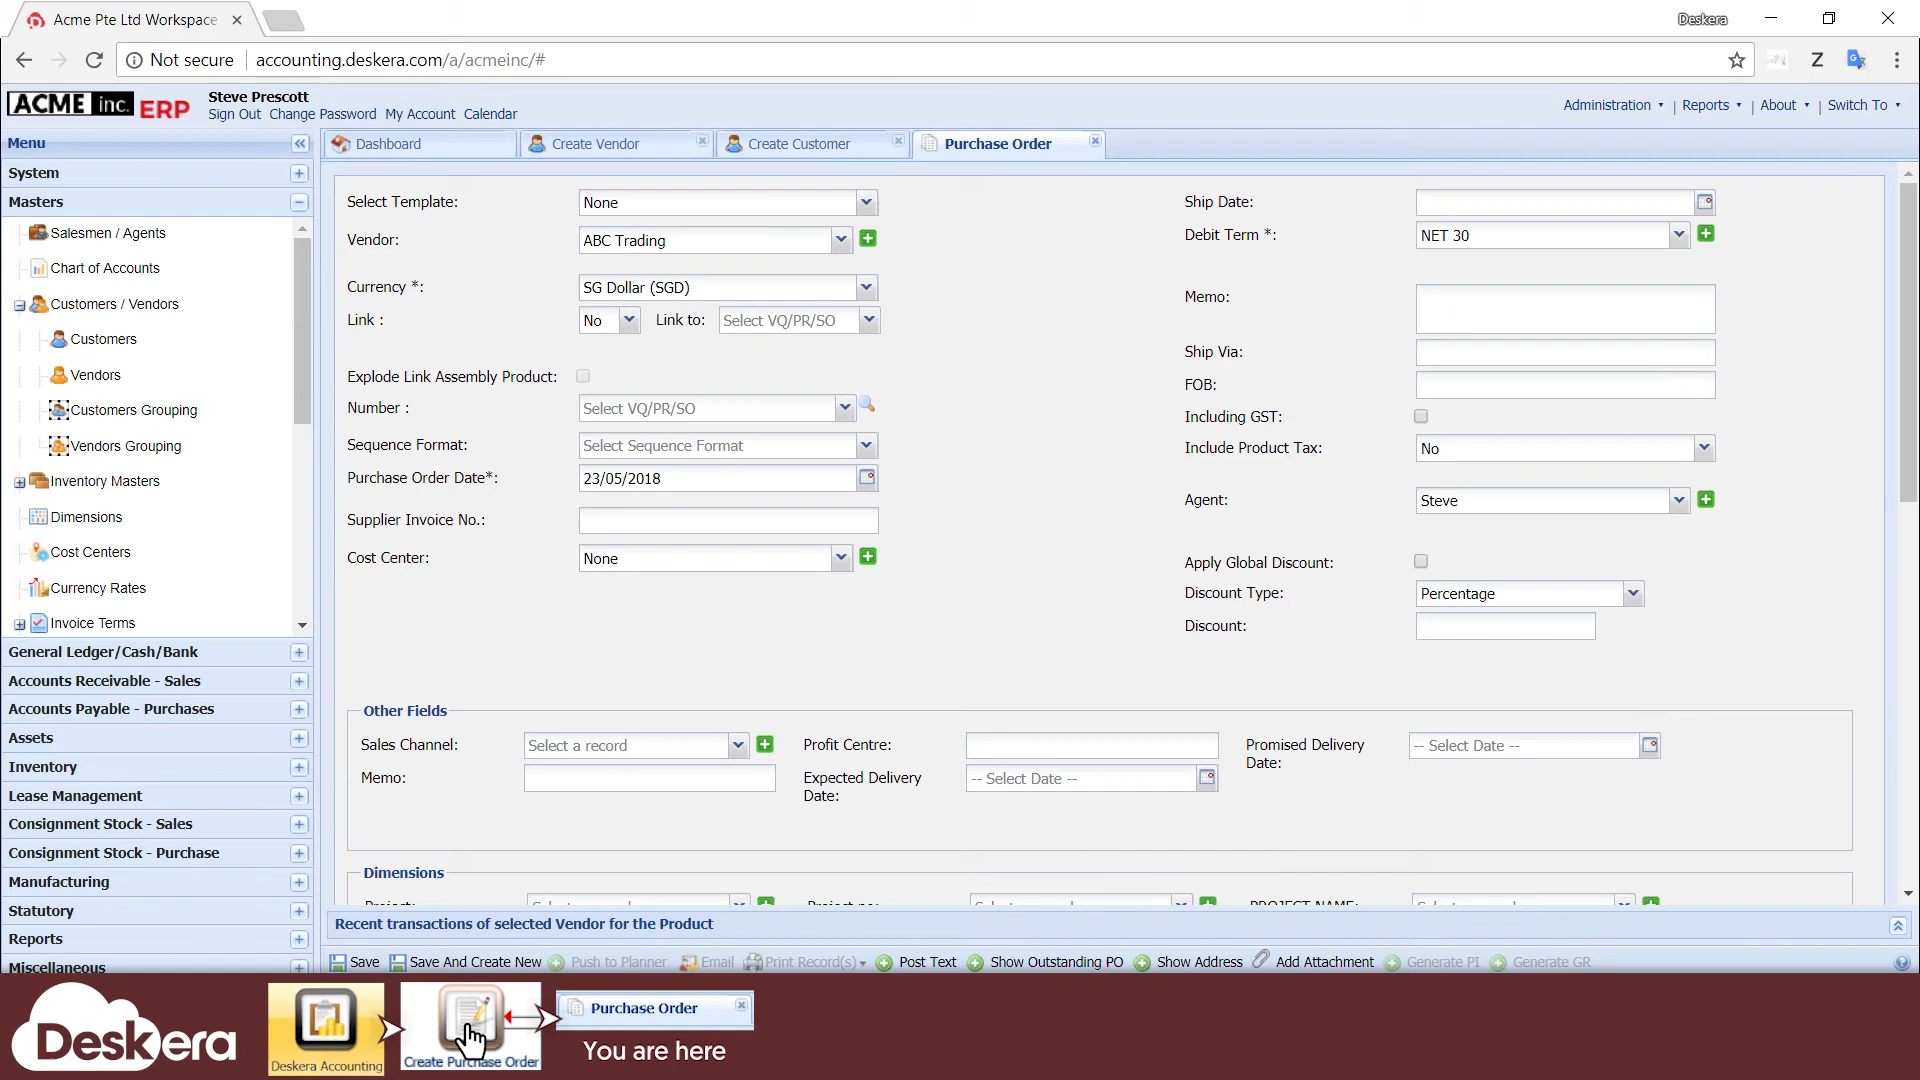 Acme Pte Ltd Workspace
Deskera
Not secure
accounting.deskera.com/a/acmeinc/#
Z
ACME inc. ERP
Steve Prescott
Sign Out Change Password My Account Calendar
Administration | Reports | About | Switch To
Menu
Dashboard
Create Vendor
Create Customer
Purchase Order
System
Masters
Salesmen / Agents
Chart of Accounts
Customers / Vendors
Customers
Vendors
Customers Grouping
Vendors Grouping
Inventory Masters
Dimensions
Cost Centers
Currency Rates
Invoice Terms
General Ledger/Cash/Bank
Accounts Receivable - Sales
Accounts Payable - Purchases
Assets
Inventory
Lease Management
Consignment Stock - Sales
Consignment Stock - Purchase
Manufacturing
Statutory
Reports
Miscellaneous
Select Template: None
Vendor: ABC Trading
Currency *: SG Dollar (SGD)
Link : No Link to: Select VQ/PR/SO
Explode Link Assembly Product:
Number : Select VQ/PR/SO
Sequence Format: Select Sequence Format
Purchase Order Date*: 23/05/2018
Supplier Invoice No.:
Cost Center: None
Ship Date:
Debit Term *: NET 30
Memo:
Ship Via:
FOB:
Including GST:
Include Product Tax: No
Agent: Steve
Apply Global Discount:
Discount Type: Percentage
Discount:
Other Fields
Sales Channel: Select a record Profit Centre: Promised Delivery Date: -- Select Date --
Memo: Expected Delivery Date: -- Select Date --
Dimensions
Project: Project no: PROJECT NAME:
Recent transactions of selected Vendor for the Product
Save Save And Create New Push to Planner Email Print Record(s) Post Text Show Outstanding PO Show Address Add Attachment Generate PI Generate GR
Deskera
Deskera Accounting
Create Purchase Order
Purchase Order
You are here